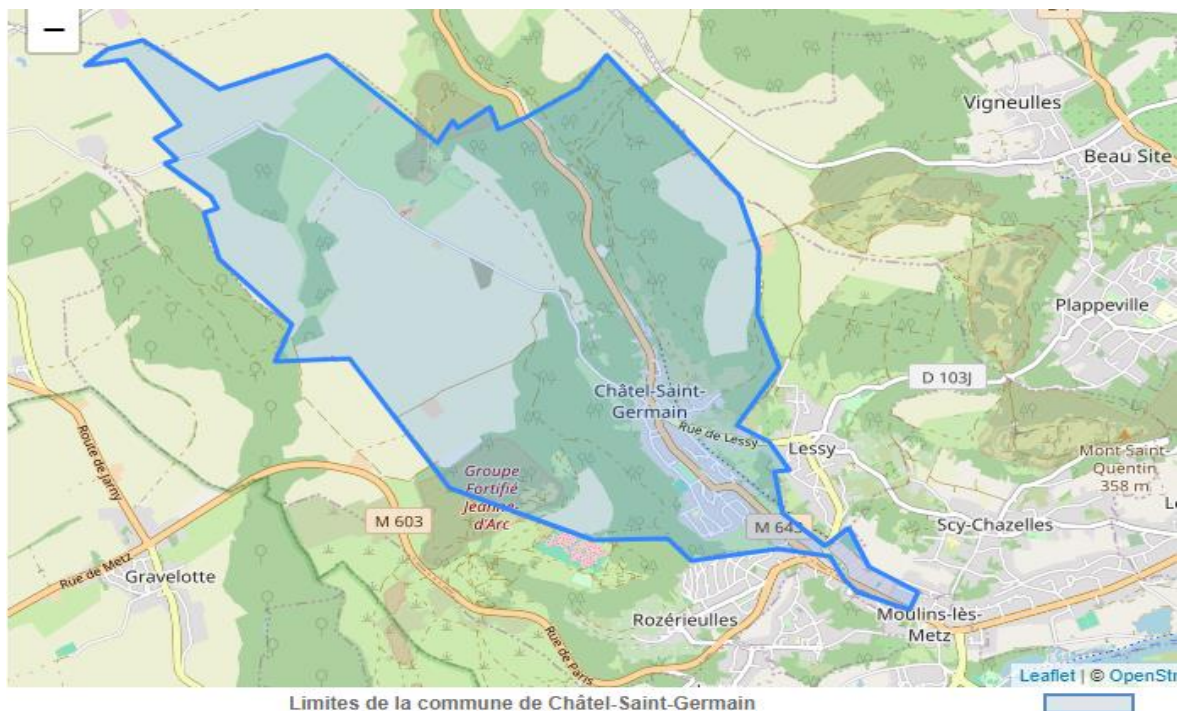 −
Vigneulles
Beau Site
Plappeville
D 103J
Châtel-Saint-
Germain
Rue de Lessy
Lessy
Mont Saint-
Quentin
358 m
Groupe
Fortifié
Jeanne-
d'Arc
Route de Jarny
M 603
M 643
Scy-Chazelles
Rue de Metz
Gravelotte
Rozérieulles
Moulins-lès-
Metz
Rue de Paris
Leaflet | © OpenStr
Limites de la commune de Châtel-Saint-Germain